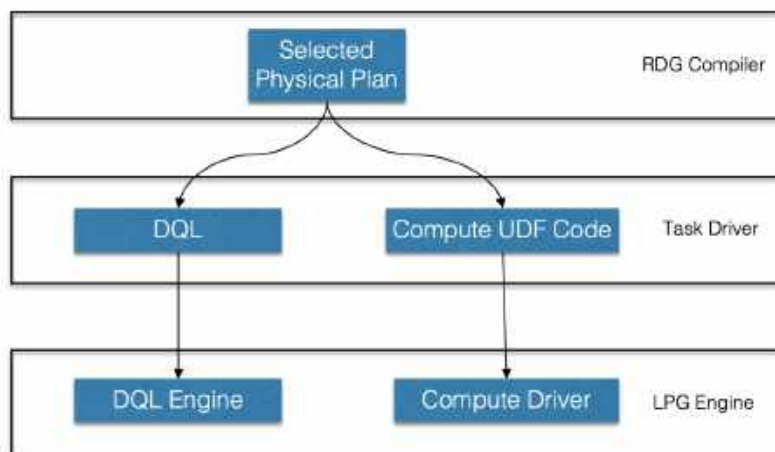 Selected
Physical Plan
RDG Compiler
DQL
Compute UDF Code
Task Driver
DQL Engine
Compute Driver
LPG Engine